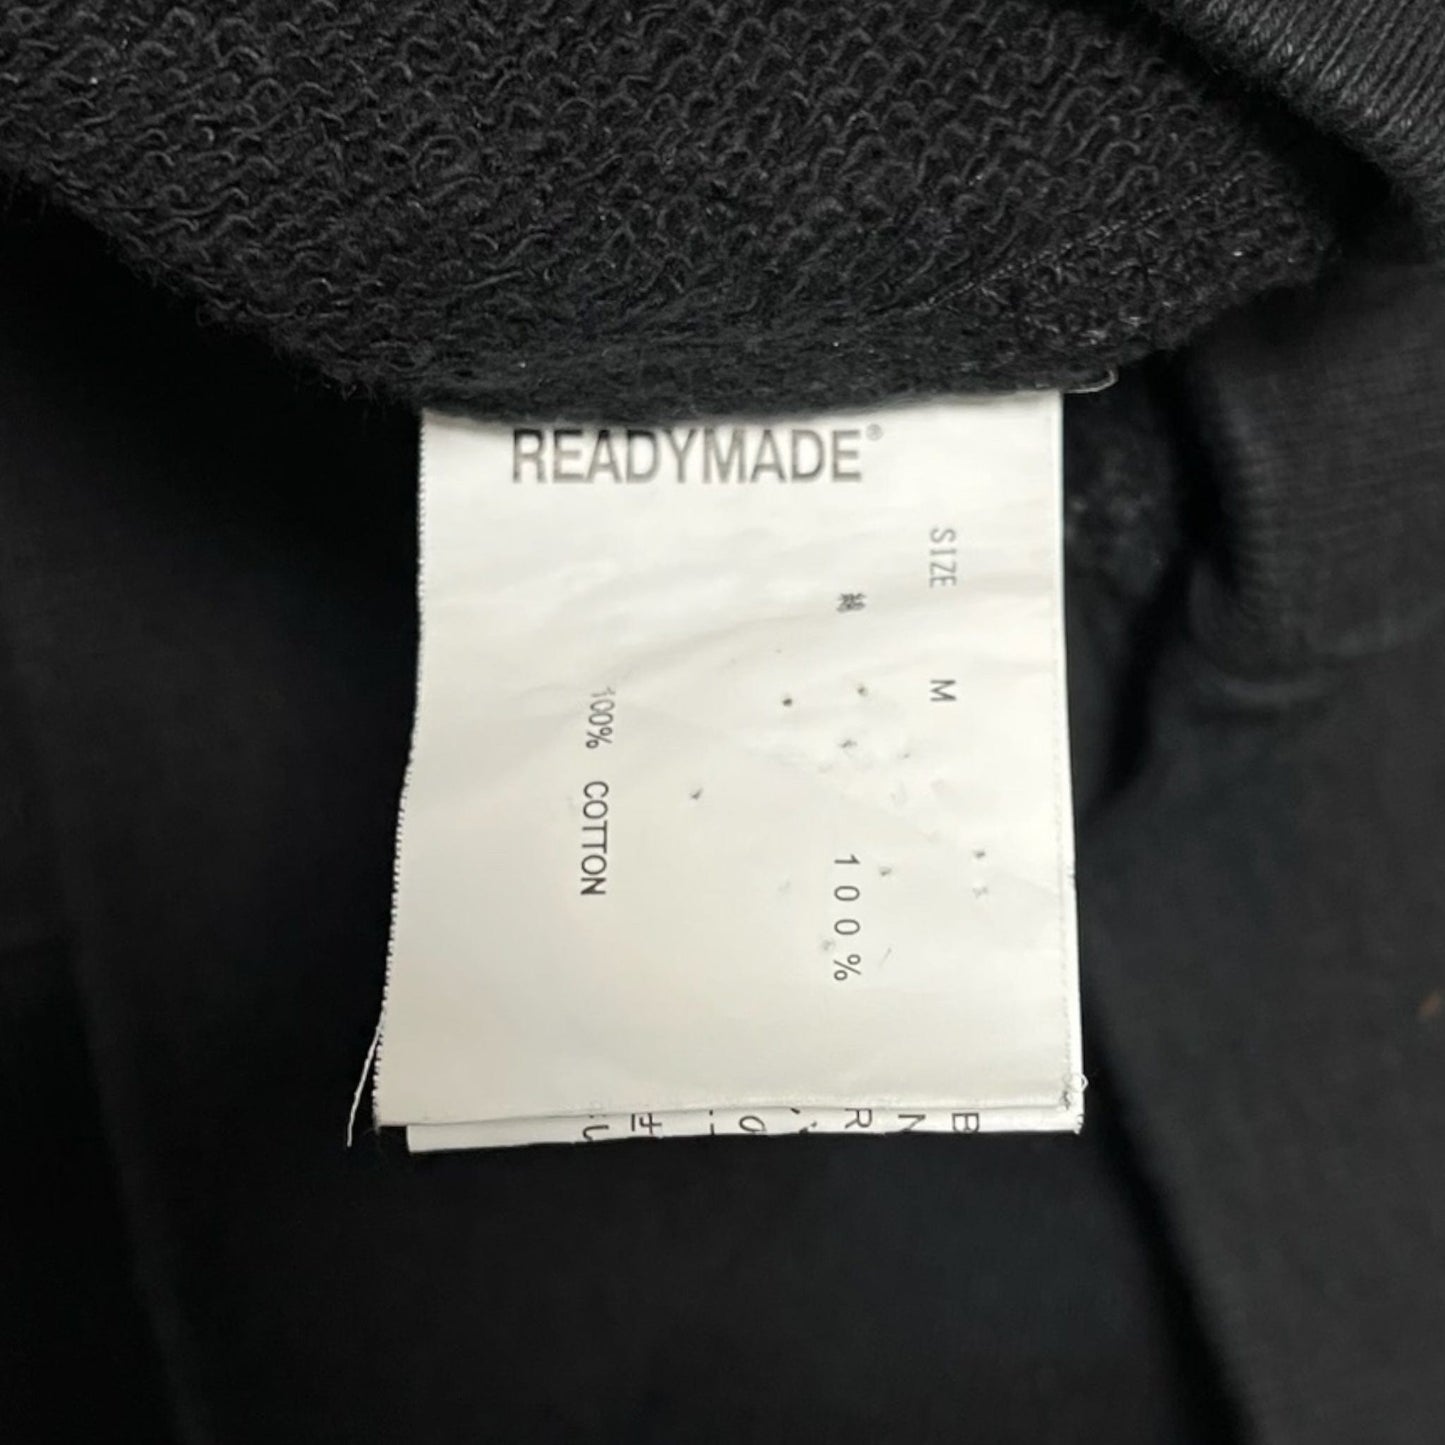 READYMADE®
SIZE M
綿 100%
100% COTTON